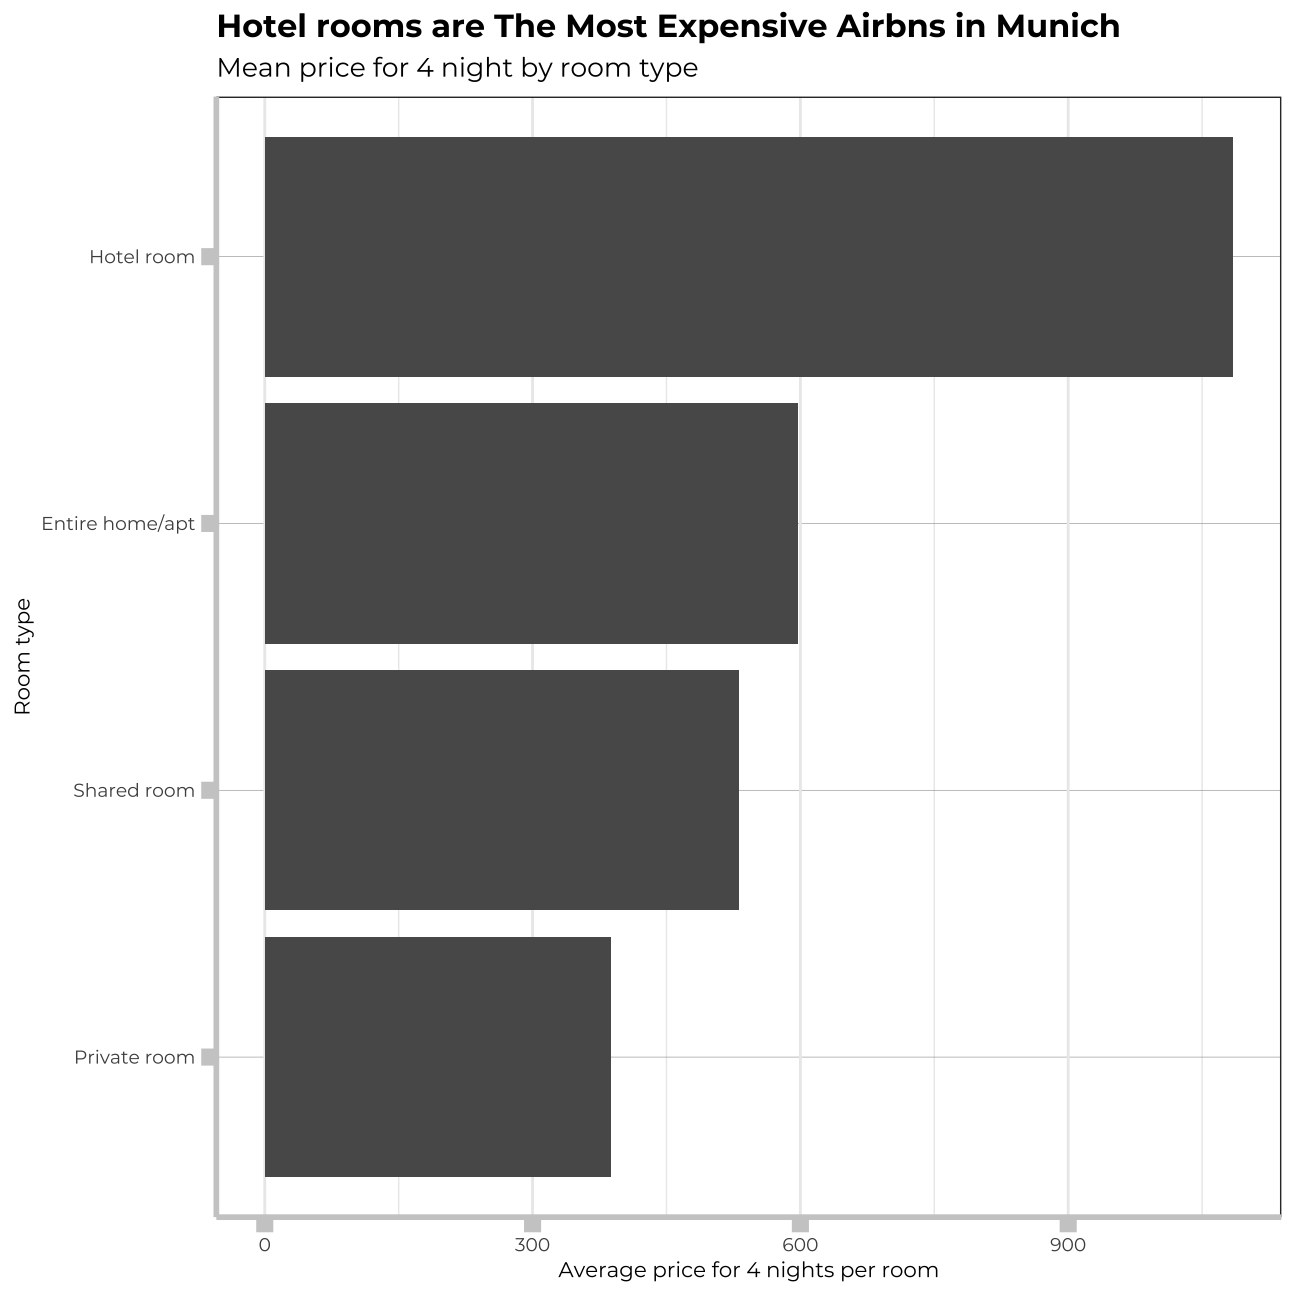 Hotel rooms are The Most Expensive Airbns in Munich
Mean price for 4 night by room type
Room type
Hotel room
Entire home/apt
Shared room
Private room
0 300 600 900
Average price for 4 nights per room